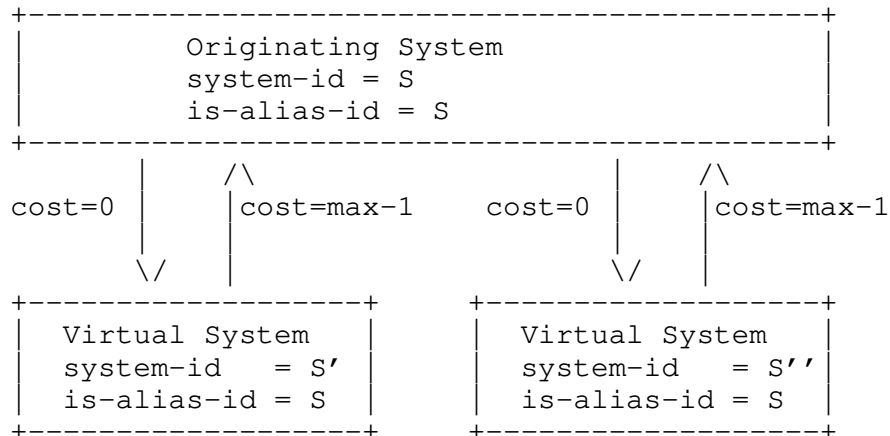 Originating System
system-id = S
is-alias-id = S
cost=0 cost=max-1 cost=0 cost=max-1
Virtual System Virtual System
system-id = S' system-id = S''
is-alias-id = S is-alias-id = S